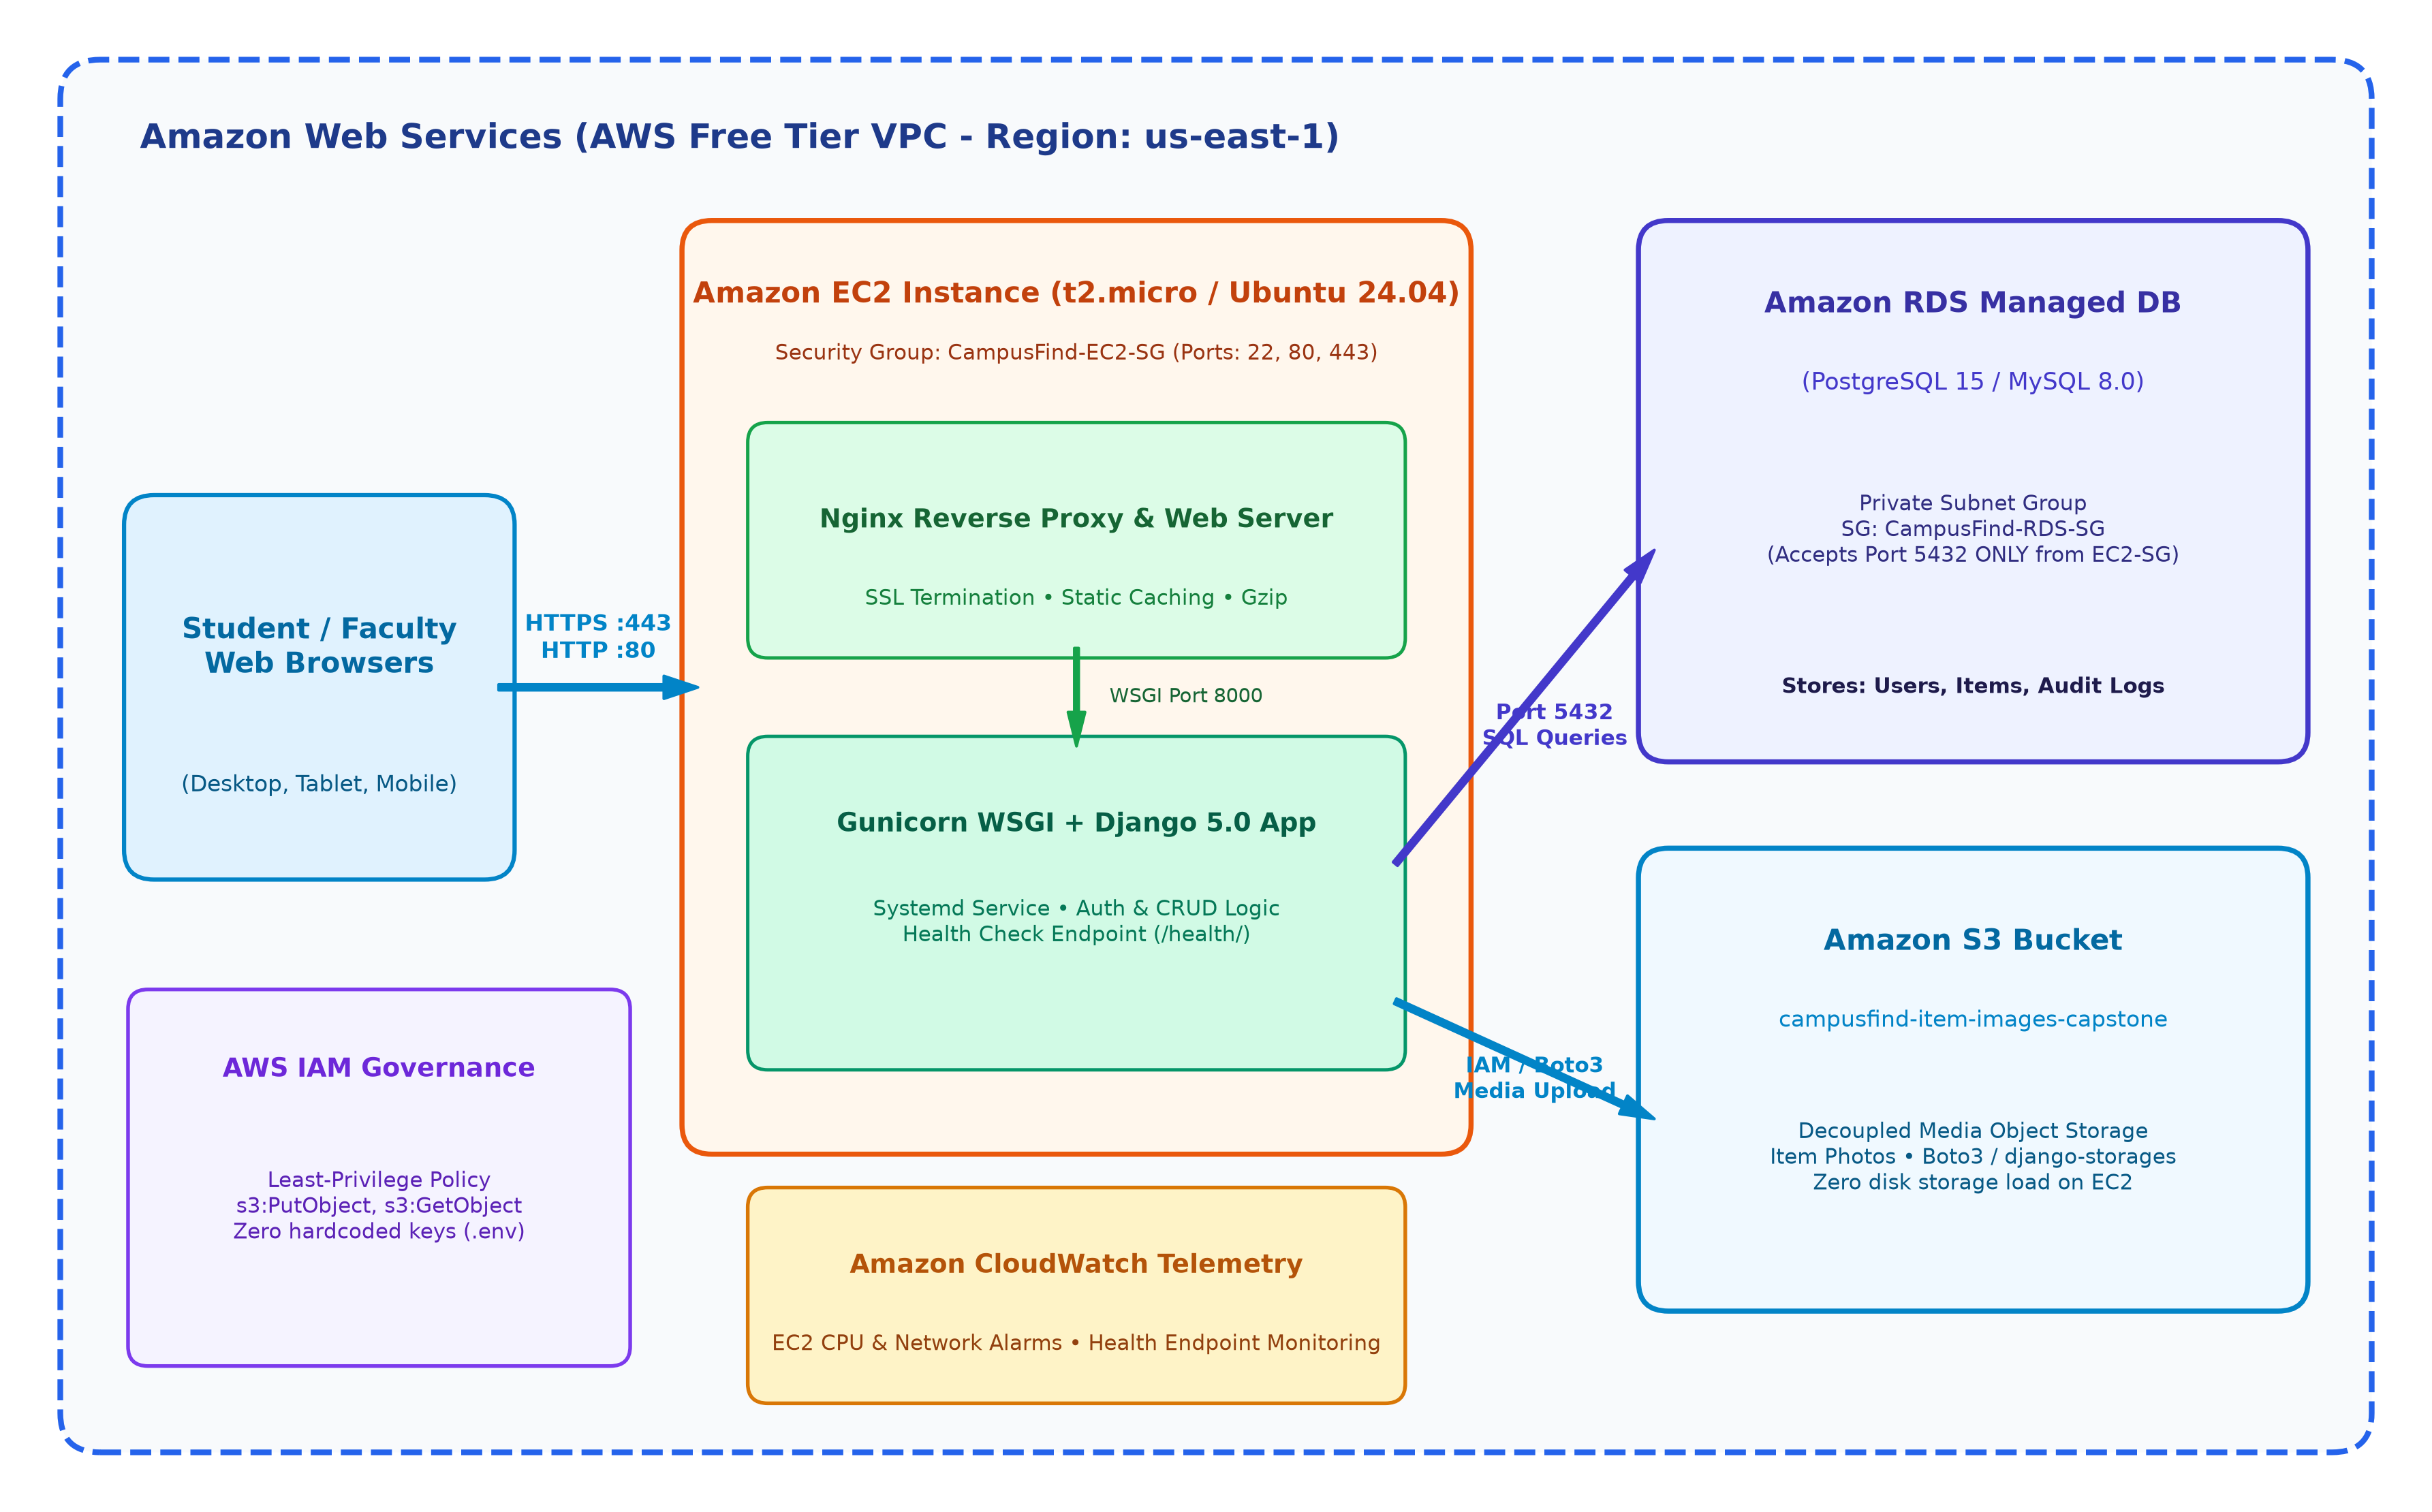 Amazon Web Services (AWS Free Tier VPC - Region: us-east-1)
Student / Faculty
Web Browsers
(Desktop, Tablet, Mobile)
HTTPS :443
HTTP :80
Amazon EC2 Instance (t2.micro / Ubuntu 24.04)
Security Group: CampusFind-EC2-SG (Ports: 22, 80, 443)
Nginx Reverse Proxy & Web Server
SSL Termination • Static Caching • Gzip
WSGI Port 8000
Gunicorn WSGI + Django 5.0 App
Systemd Service • Auth & CRUD Logic
Health Check Endpoint (/health/)
Port 5432
SQL Queries
IAM / Boto3
Media Upload
Amazon RDS Managed DB
(PostgreSQL 15 / MySQL 8.0)
Private Subnet Group
SG: CampusFind-RDS-SG
(Accepts Port 5432 ONLY from EC2-SG)
Stores: Users, Items, Audit Logs
Amazon S3 Bucket
campusfind-item-images-capstone
Decoupled Media Object Storage
Item Photos • Boto3 / django-storages
Zero disk storage load on EC2
AWS IAM Governance
Least-Privilege Policy
s3:PutObject, s3:GetObject
Zero hardcoded keys (.env)
Amazon CloudWatch Telemetry
EC2 CPU & Network Alarms • Health Endpoint Monitoring